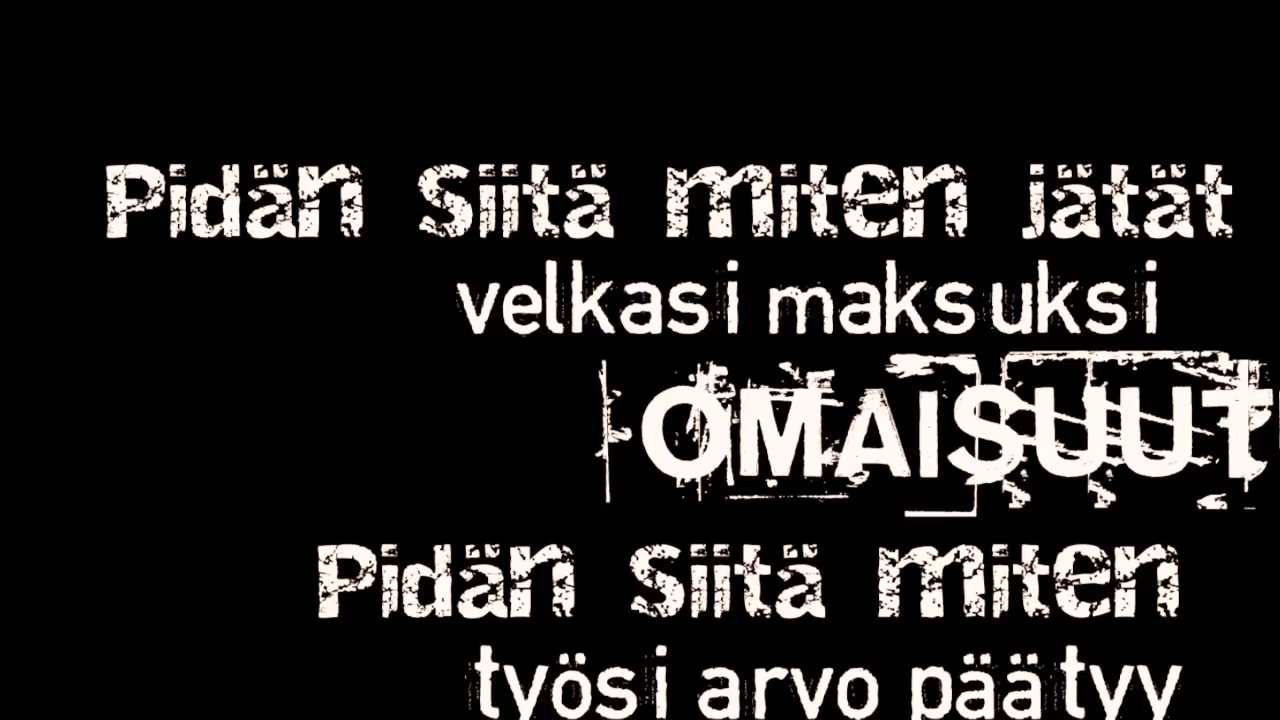 Pidän siitä miten jätät
velkasi maksuksi
OMAISUUT
Pidän siitä miten
työsi arvo päätyy